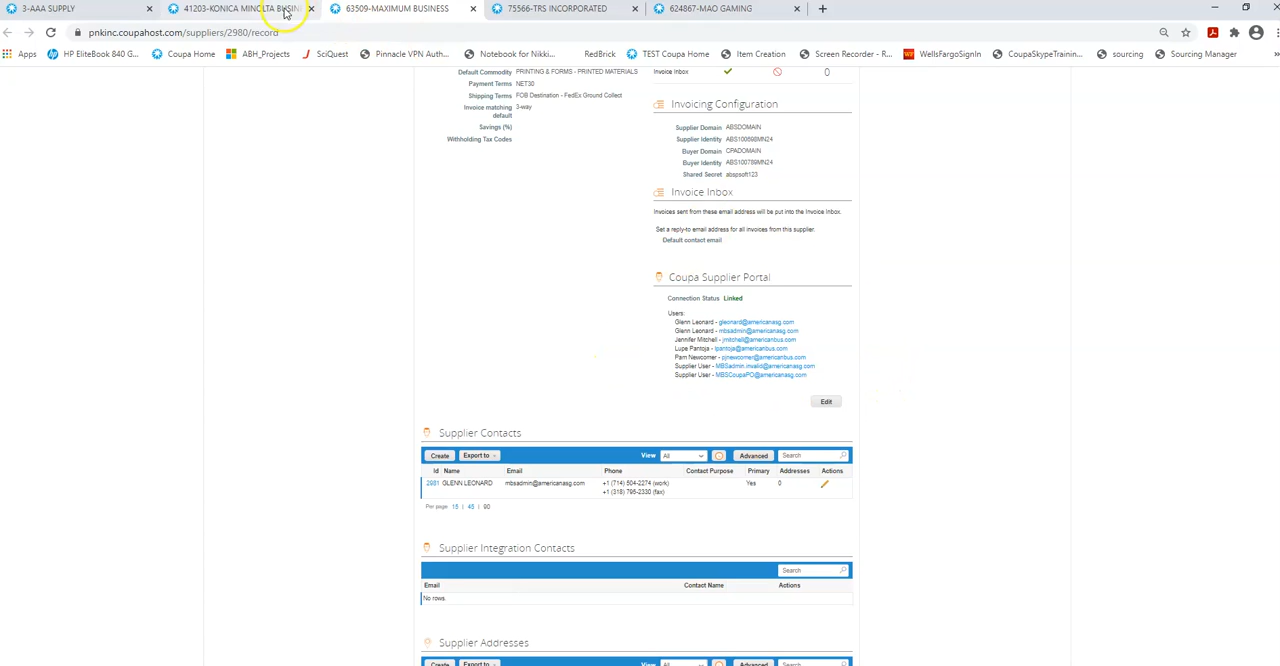 3-AAA SUPPLY
41203-KONICA MINOLTA BUSIN
63509-MAXIMUM BUSINESS
75566-TRS INCORPORATED
624867-MAO GAMING
pnkinc.coupahost.com/suppliers/2980/record
Apps
HP EliteBook 840 G...
Coupa Home
ABH_Projects
SciQuest
Pinnacle VPN Auth...
Notebook for Nikki...
RedBrick
TEST Coupa Home
Item Creation
Screen Recorder - R...
WellsFargoSignIn
CoupaSkypeTrainin...
sourcing
Sourcing Manager
Default Commodity PRINTING & FORMS - PRINTED MATERIALS
Payment Terms NET30
Shipping Terms FOB Destination - FedEx Ground Collect
Invoice matching default 3-way
Savings (%)
Withholding Tax Codes
Invoice Inbox 0
Invoicing Configuration
Supplier Domain ABSDOMAIN
Supplier Identity ABS100698MN24
Buyer Domain CPADOMAIN
Buyer Identity ABS100789MN24
Shared Secret abspsoft123
Invoice Inbox
Invoices sent from these email address will be put into the Invoice Inbox.
Set a reply-to email address for all invoices from this supplier.
Default contact email
Coupa Supplier Portal
Connection Status Linked
Users:
Glenn Leonard - gleonard@americanasg.com
Glenn Leonard - mbsadmin@americanasg.com
Jennifer Mitchell - jmitchell@americanbus.com
Lupe Pantoja - lpantoja@americanbus.com
Pam Newcomer - pjnewcomer@americanbus.com
Supplier User - MBSadmin.invalid@americanasg.com
Supplier User - MBSCoupaPO@americanasg.com
Edit
Supplier Contacts
Create Export to View All Advanced Search
Id Name Email Phone Contact Purpose Primary Addresses Actions
2981 GLENN LEONARD mbsadmin@americanasg.com +1 (714) 504-2274 (work) Yes 0
+1 (318) 795-2330 (fax)
Per page 15 | 45 | 90
Supplier Integration Contacts
Search
Email Contact Name Actions
No rows.
Supplier Addresses
Create Export to View All Advanced Search